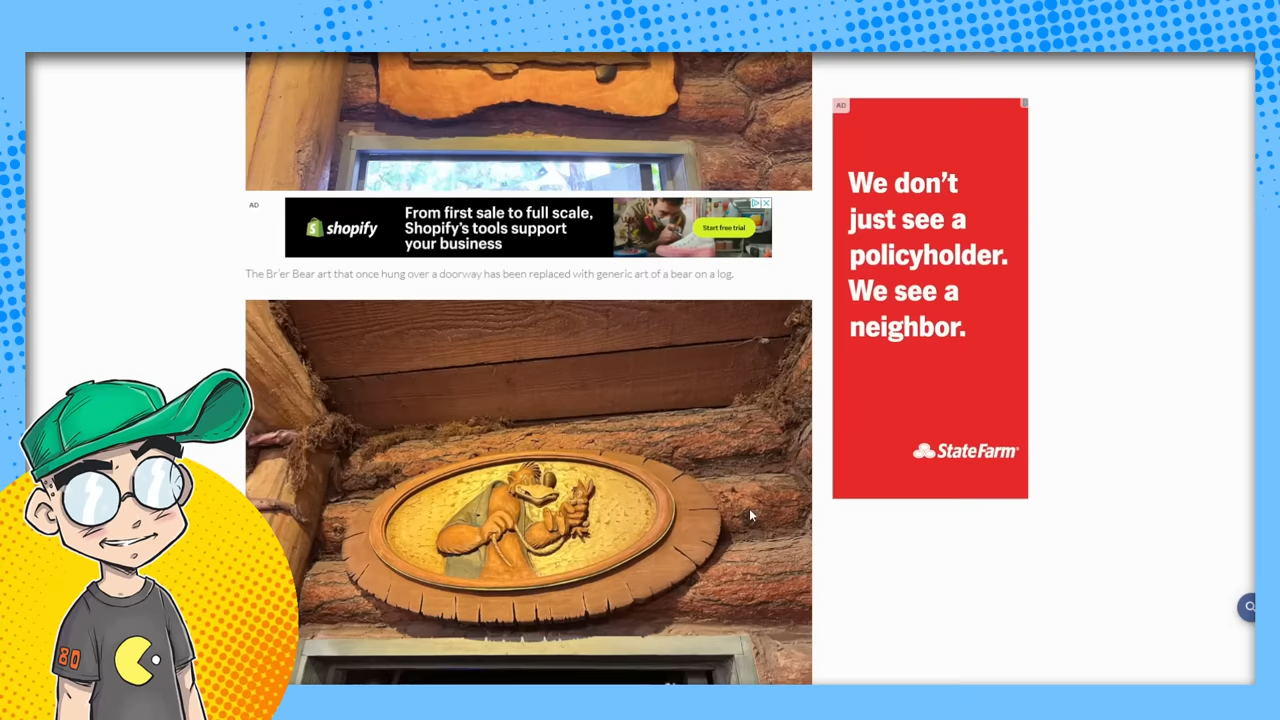 AD
shopify
From first sale to full scale,
Shopify's tools support
your business
Start free trial
The Br'er Bear art that once hung over a doorway has been replaced with generic art of a bear on a log.
AD
We don't
just see a
policyholder.
We see a
neighbor.
StateFarm®
80